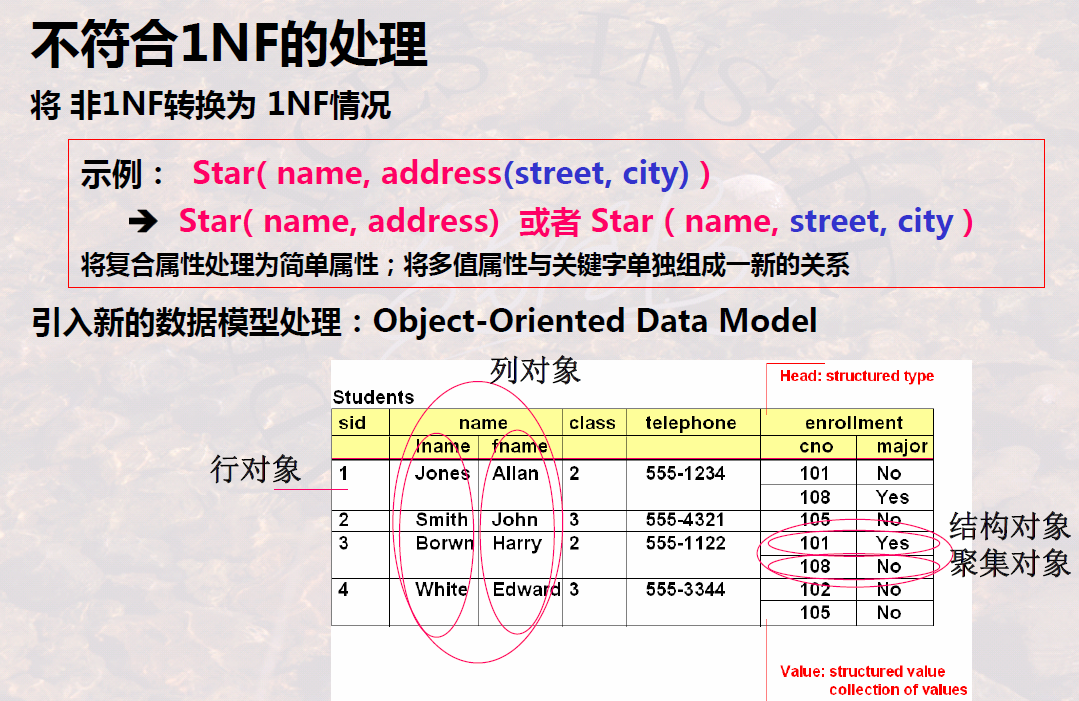 不符合1NF的处理
将 非1NF转换为 1NF情况
示例： Star( name, address(street, city) )
➔ Star( name, address) 或者 Star ( name, street, city )
将复合属性处理为简单属性；将多值属性与关键字单独组成一新的关系
引入新的数据模型处理：Object-Oriented Data Model
列对象
Head: structured type
Students
sid name class telephone enrollment
lname fname cno major
行对象
1 Jones Allan 2 555-1234 101 No
108 Yes
2 Smith John 3 555-4321 105 No
结构对象
3 Borwn Harry 2 555-1122 101 Yes
聚集对象
108 No
4 White Edward 3 555-3344 102 No
105 No
Value: structured value
collection of values